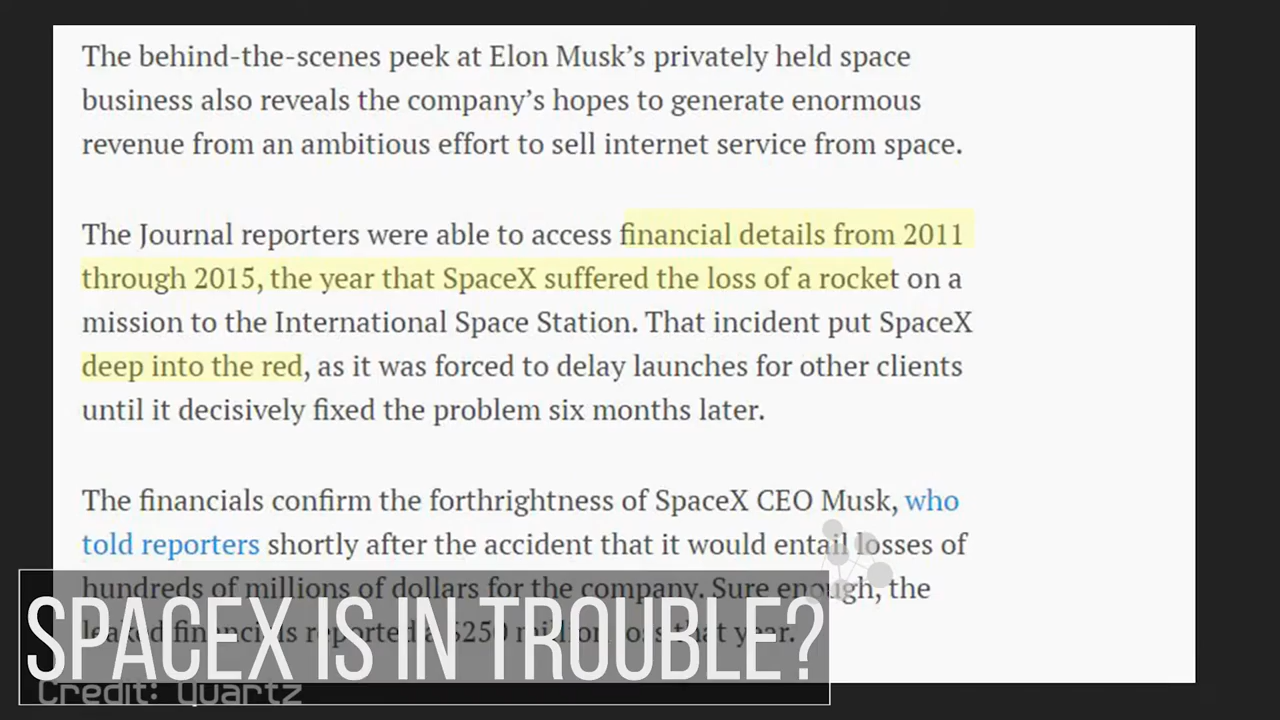 The behind-the-scenes peek at Elon Musk’s privately held space
business also reveals the company’s hopes to generate enormous
revenue from an ambitious effort to sell internet service from space.
The Journal reporters were able to access financial details from 2011
through 2015, the year that SpaceX suffered the loss of a rocket on a
mission to the International Space Station. That incident put SpaceX
deep into the red, as it was forced to delay launches for other clients
until it decisively fixed the problem six months later.
The financials confirm the forthrightness of SpaceX CEO Musk, who
told reporters shortly after the accident that it would entail losses of
hundreds of millions of dollars for the company. Sure enough, the
leaked financials reported a $250 million loss that year.
SPACEX IS IN TROUBLE?
Credit: Quartz